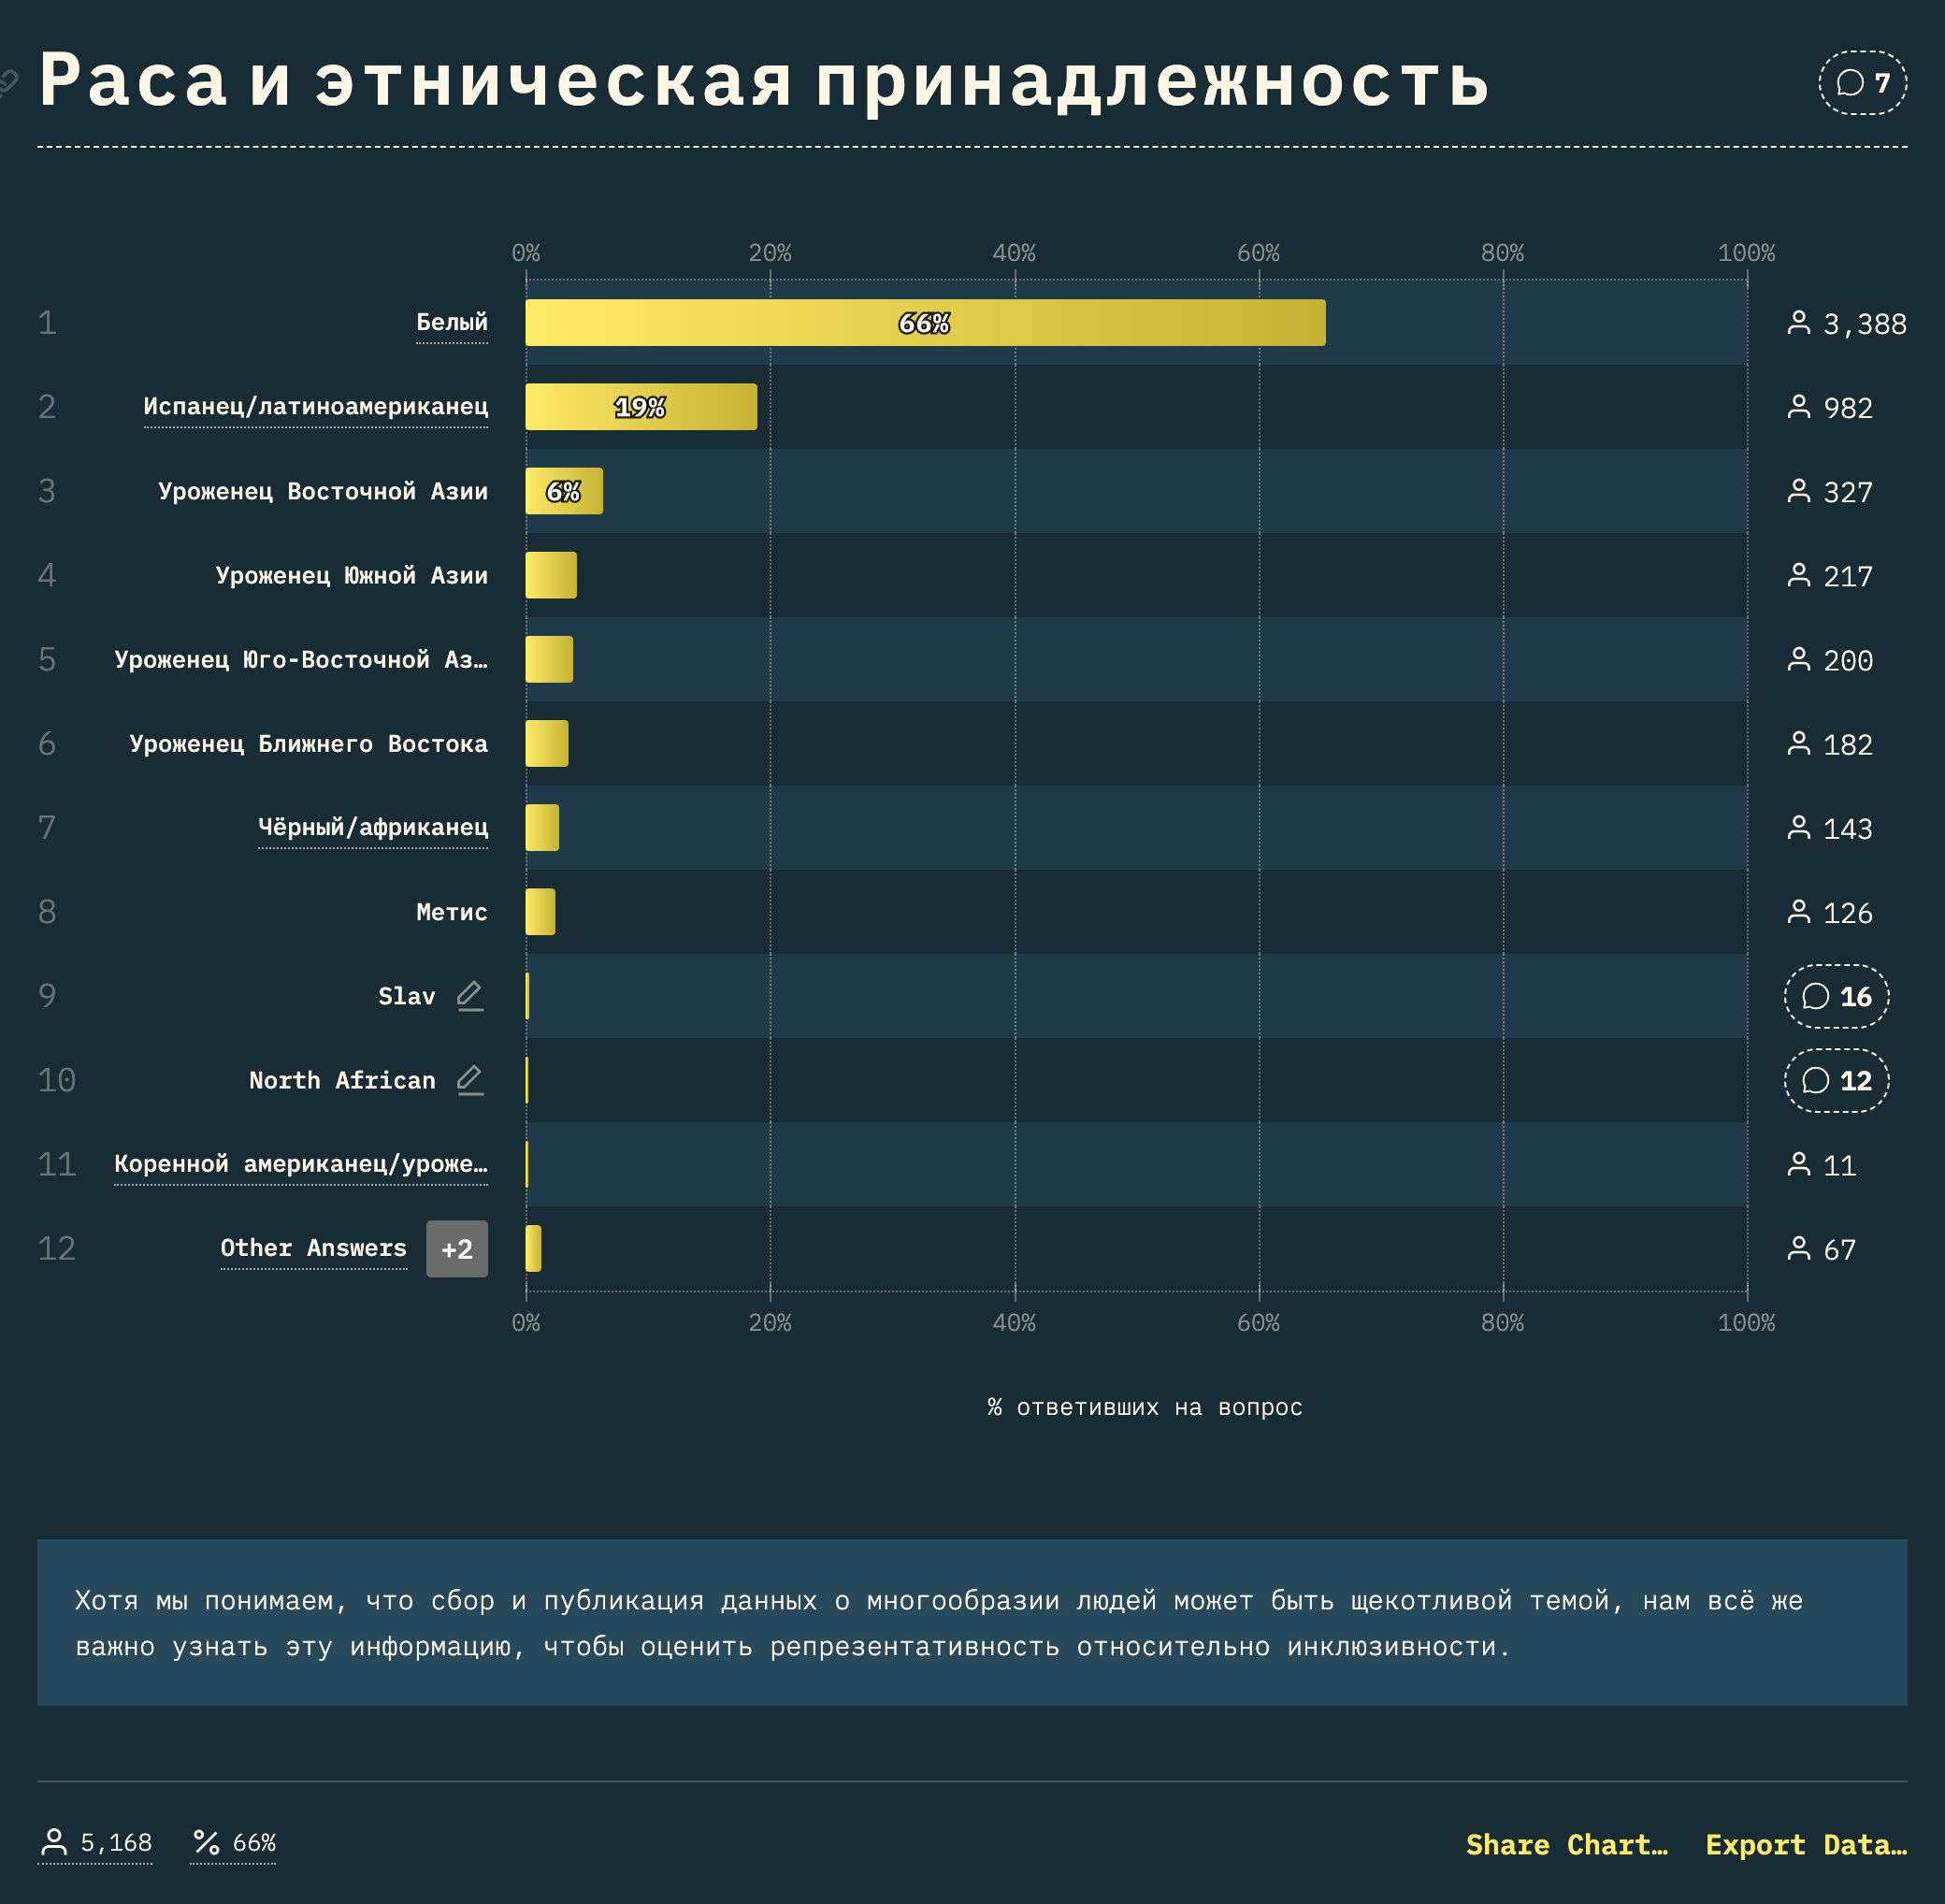 Раса и этническая принадлежность
7
0% 20% 40% 60% 80% 100%
1 Белый 66% 3,388
2 Испанец/латиноамериканец 19% 982
3 Уроженец Восточной Азии 6% 327
4 Уроженец Южной Азии 217
5 Уроженец Юго-Восточной Аз… 200
6 Уроженец Ближнего Востока 182
7 Чёрный/африканец 143
8 Метис 126
9 Slav 16
10 North African 12
11 Коренной американец/уроже… 11
12 Other Answers +2 67
0% 20% 40% 60% 80% 100%
% ответивших на вопрос
Хотя мы понимаем, что сбор и публикация данных о многообразии людей может быть щекотливой темой, нам всё же
важно узнать эту информацию, чтобы оценить репрезентативность относительно инклюзивности.
5,168 66% Share Chart… Export Data…